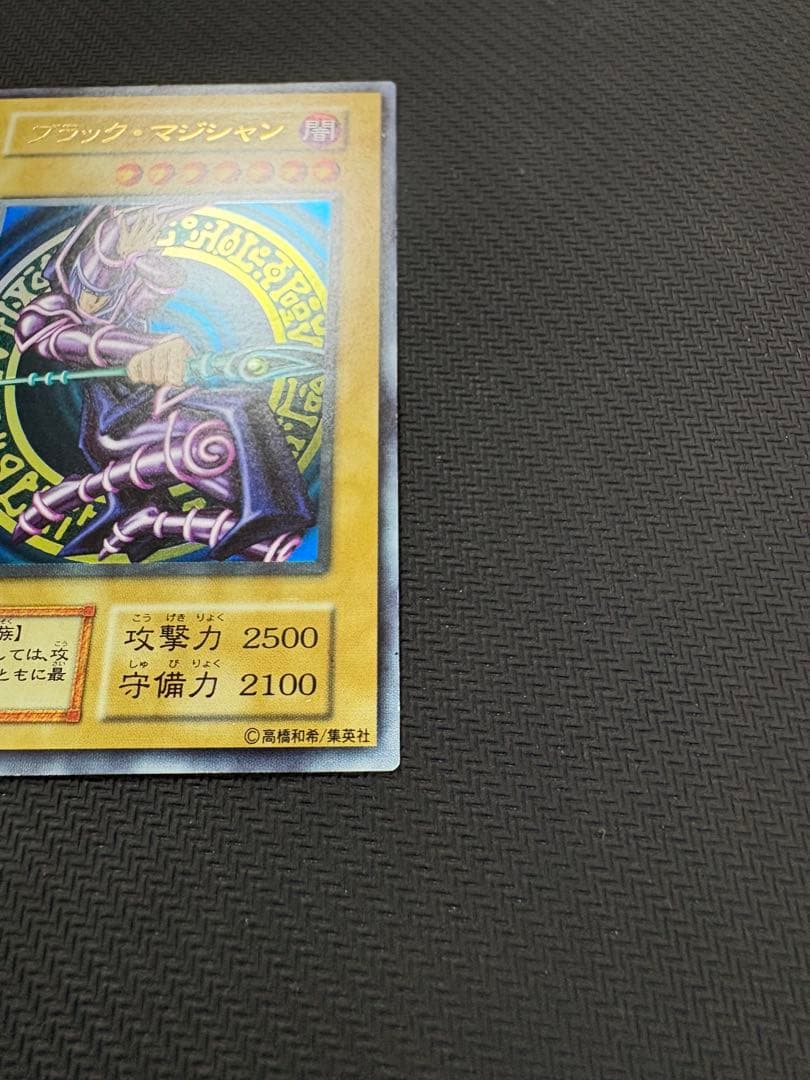 ブラック・マジシャン 闇
族】
しては、攻
ともに最
こう げき りょく
攻撃力 2500
しゅ び りょく
守備力 2100
©高橋和希/集英社